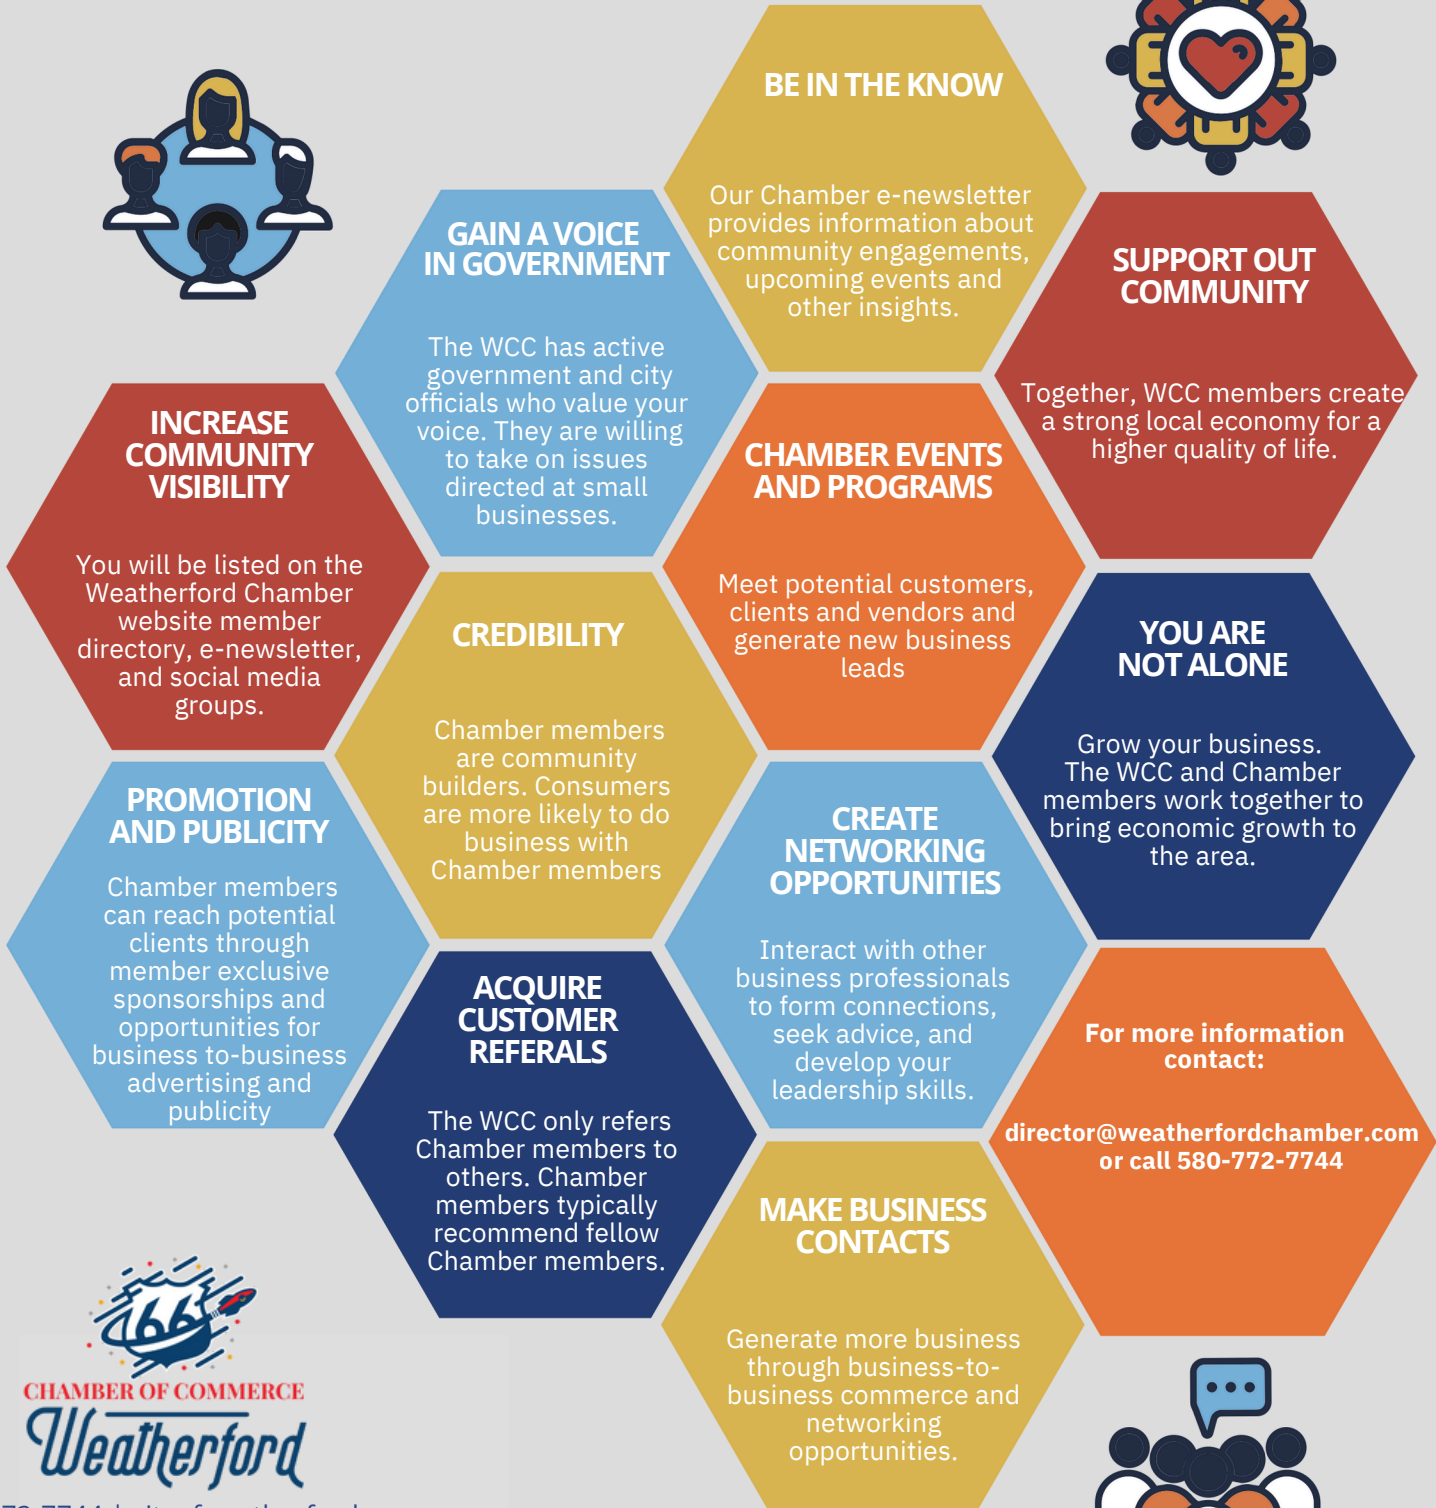 BE IN THE KNOW
Our Chamber e-newsletter
provides information about
community engagements,
upcoming events and
other insights.
GAIN A VOICE
IN GOVERNMENT
The WCC has active
government and city
officials who value your
voice. They are willing
to take on issues
directed at small
businesses.
SUPPORT OUT
COMMUNITY
Together, WCC members create
a strong local economy for a
higher quality of life.
INCREASE
COMMUNITY
VISIBILITY
You will be listed on the
Weatherford Chamber
website member
directory, e-newsletter,
and social media
groups.
CHAMBER EVENTS
AND PROGRAMS
Meet potential customers,
clients and vendors and
generate new business
leads
CREDIBILITY
Chamber members
are community
builders. Consumers
are more likely to do
business with
Chamber members
YOU ARE
NOT ALONE
Grow your business.
The WCC and Chamber
members work together to
bring economic growth to
the area.
PROMOTION
AND PUBLICITY
Chamber members
can reach potential
clients through
member exclusive
sponsorships and
opportunities for
business to-business
advertising and
publicity
CREATE
NETWORKING
OPPORTUNITIES
Interact with other
business professionals
to form connections,
seek advice, and
develop your
leadership skills.
ACQUIRE
CUSTOMER
REFERALS
The WCC only refers
Chamber members to
others. Chamber
members typically
recommend fellow
Chamber members.
For more information
contact:
director@weatherfordchamber.com
or call 580-772-7744
MAKE BUSINESS
CONTACTS
Generate more business
through business-to-
business commerce and
networking
opportunities.
66
CHAMBER OF COMMERCE
Weatherford